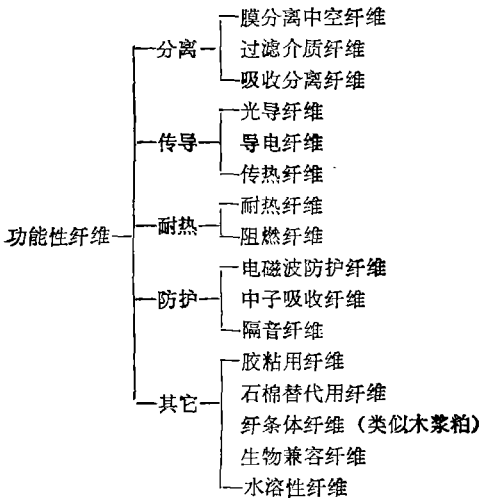 膜分离中空纤维
分离
过滤介质纤维
吸收分离纤维
光导纤维
传导
导电纤维
传热纤维
耐热纤维
功能性纤维
耐热
阻燃纤维
电磁波防护纤维
防护
中子吸收纤维
隔音纤维
胶粘用纤维
石棉替代用纤维
其它
纤条体纤维（类似木浆粕）
生物兼容纤维
水溶性纤维